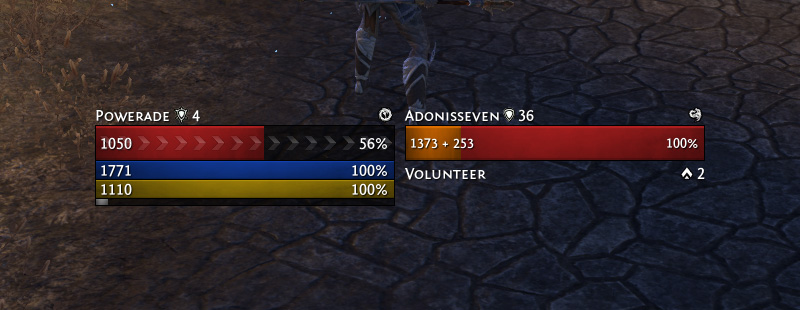 Powerade 4
1050 56%
1771 100%
1110 100%
Adonisseven 36
1373 + 253 100%
Volunteer 2